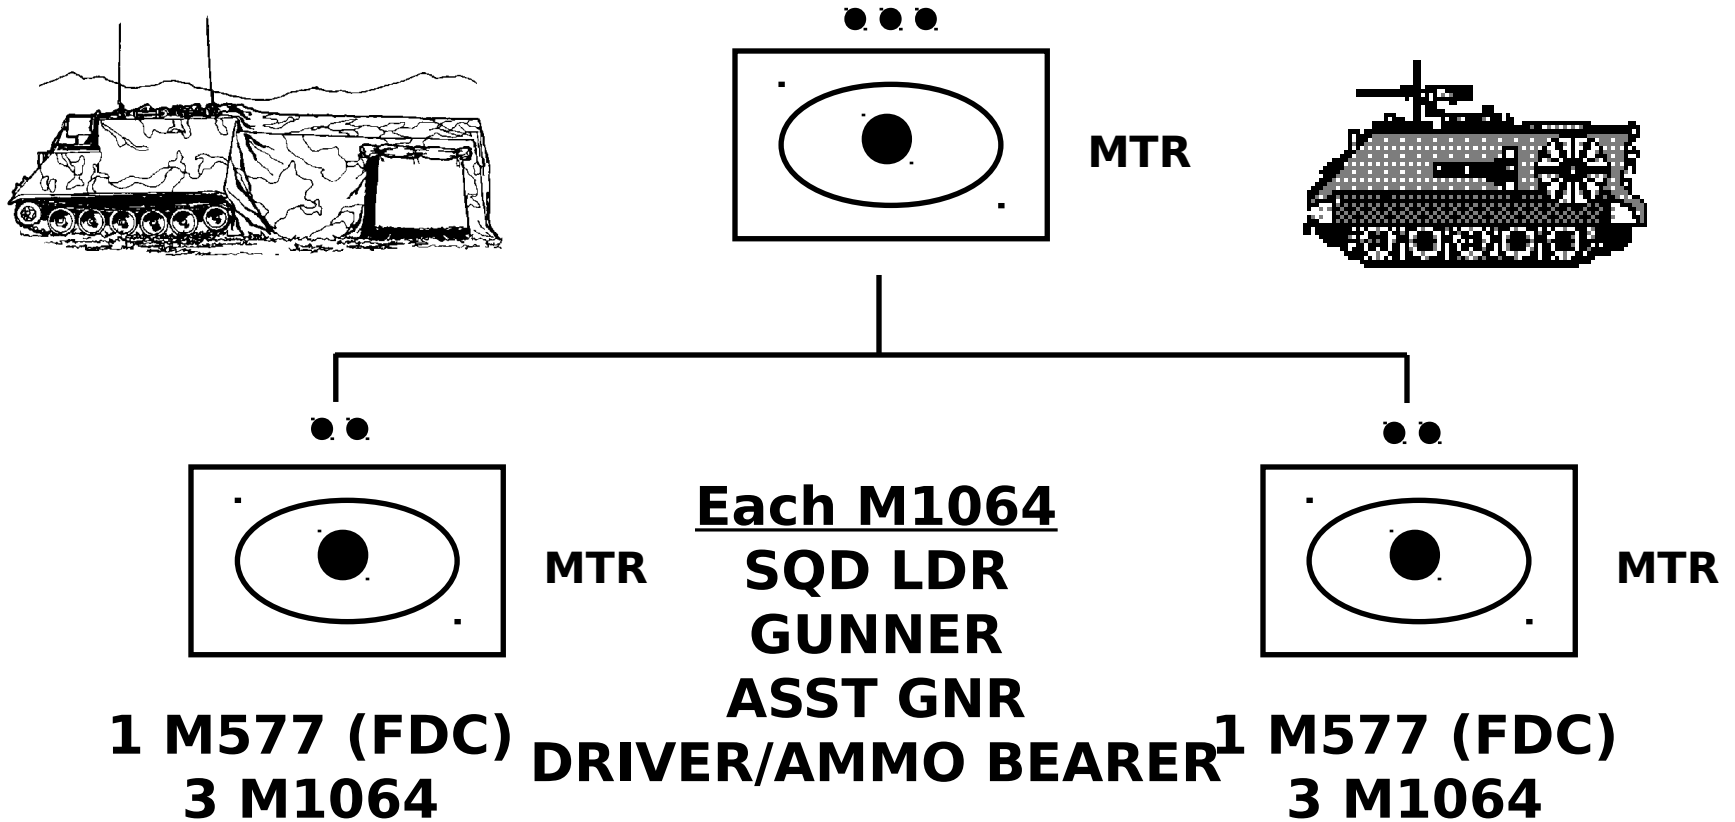 MTR
MTR
MTR
Each M1064
SQD LDR
GUNNER
ASST GNR
DRIVER/AMMO BEARER
1 M577 (FDC)
3 M1064
1 M577 (FDC)
3 M1064